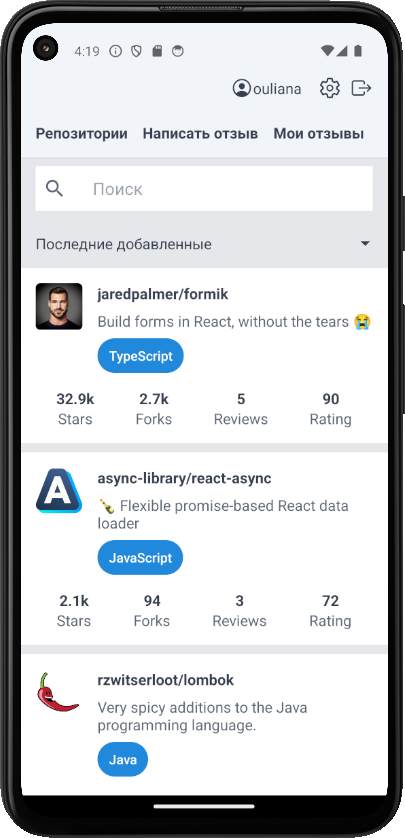 4:19
ouliana
Репозитории Написать отзыв Мои отзывы
Поиск
Последние добавленные
jaredpalmer/formik
Build forms in React, without the tears 😭
TypeScript
32.9k 2.7k 5 90
Stars Forks Reviews Rating
A
async-library/react-async
🍾 Flexible promise-based React data
loader
JavaScript
2.1k 94 3 72
Stars Forks Reviews Rating
rzwitserloot/lombok
Very spicy additions to the Java
programming language.
Java